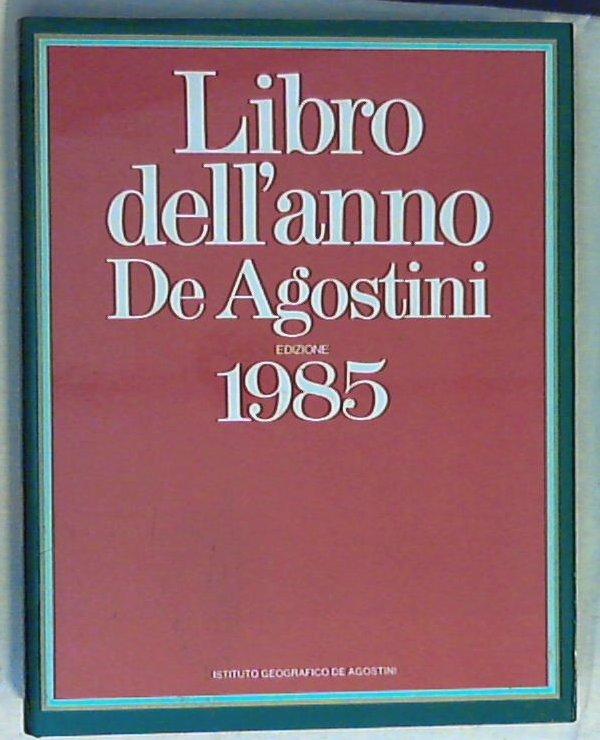 Libro
dell'anno
De Agostini
EDIZIONE
1985
ISTITUTO GEOGRAFICO DE AGOSTINI